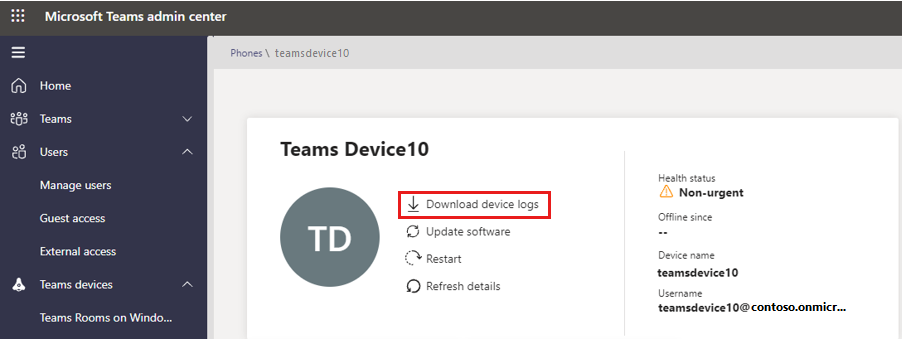 Microsoft Teams admin center
Phones \ teamsdevice10
Home
Teams
Users
Manage users
Guest access
External access
Teams devices
Teams Rooms on Windo...
Teams Device10
TD
Download device logs
Update software
Restart
Refresh details
Health status
Non-urgent
Offline since
--
Device name
teamsdevice10
Username
teamsdevice10@contoso.onmicr...